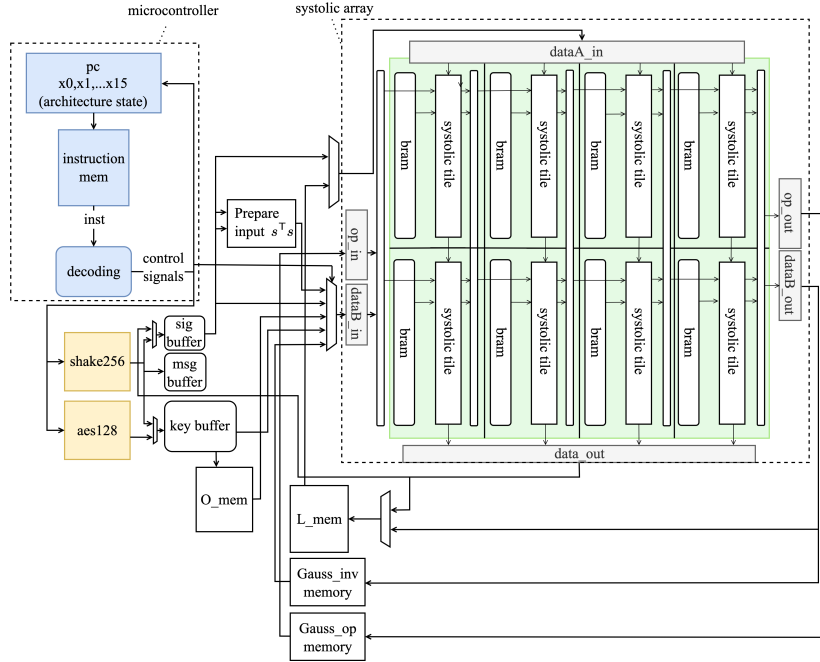 microcontroller
systolic array
pc
x0,x1,...x15
(architecture state)
instruction
mem
inst
decoding
control
signals
dataA_in
bram
systolic tile
bram
systolic tile
bram
systolic tile
bram
systolic tile
Prepare
input s⊤s
op_in
dataB_in
op_out
dataB_out
bram
systolic tile
bram
systolic tile
bram
systolic tile
bram
systolic tile
data_out
shake256
sig
buffer
msg
buffer
aes128
key buffer
O_mem
L_mem
Gauss_inv
memory
Gauss_op
memory